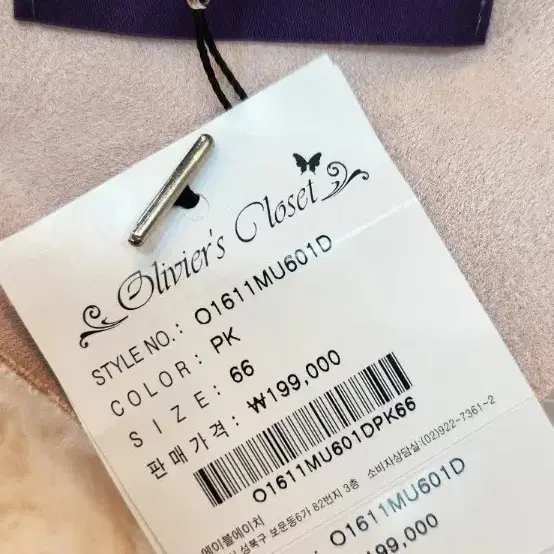 Olivier's Closet
STYLE NO.: O1611MU601D
COLOR: PK
SIZE: 66
판매가격: ₩199,000
O1611MU601DPK66
에이블에이치
성북구 보문동6가 82번지 3층 소비자상담실:(02)922-7361-2
O1611MU601D
199,000